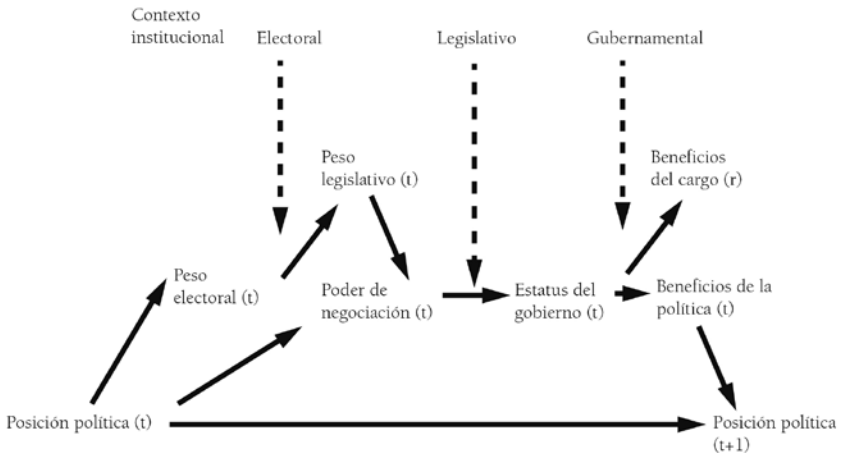 Contexto
institucional
Electoral
Legislativo
Gubernamental
Peso
legislativo (t)
Beneficios
del cargo (r)
Peso
electoral (t)
Poder de
negociación (t)
Estatus del
gobierno (t)
Beneficios de la
política (t)
Posición política (t)
Posición política
(t+1)